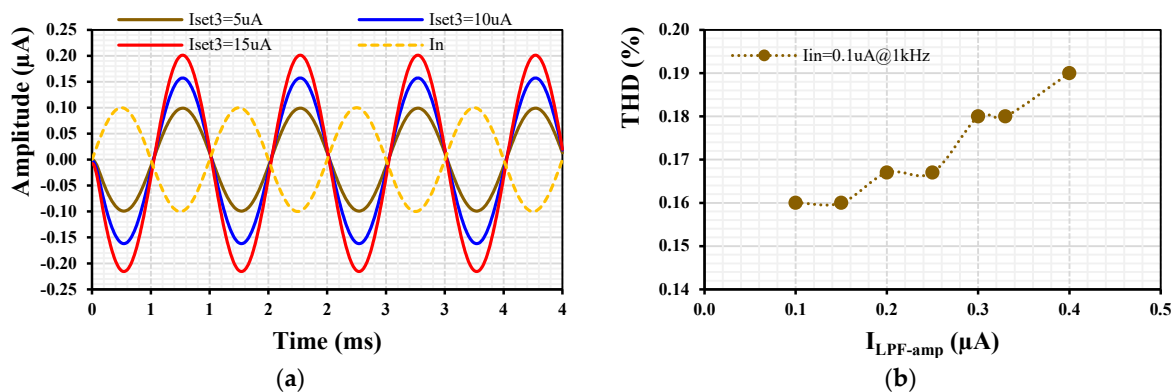 Iset3=5uA Iset3=10uA
Iset3=15uA In
Amplitude (µA)
0.25
0.20
0.15
0.10
0.05
0.00
-0.05
-0.10
-0.15
-0.20
-0.25
0 1 1 2 2 3 3 4 4
Time (ms)
(a)
Iin=0.1uA@1kHz
THD (%)
0.20
0.19
0.18
0.17
0.16
0.15
0.14
0.0 0.1 0.2 0.3 0.4 0.5
I_LPF-amp (µA)
(b)